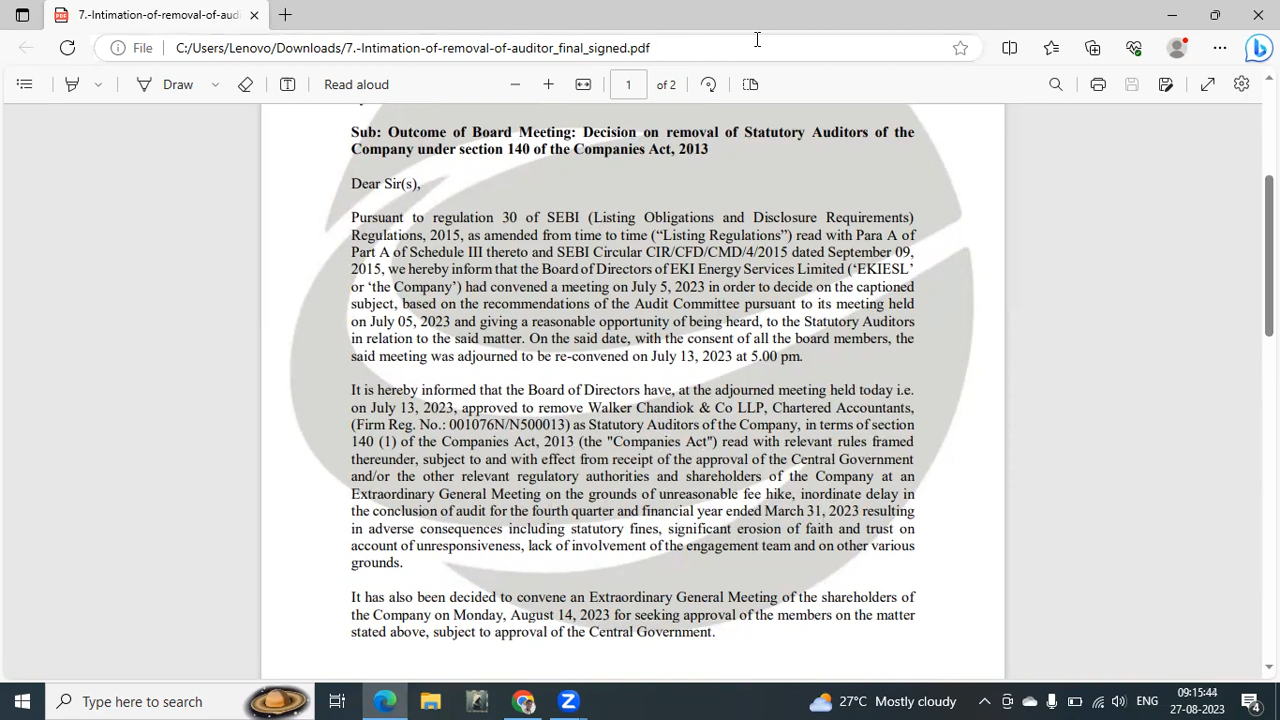 7.-Intimation-of-removal-of-audi
File
C:/Users/Lenovo/Downloads/7.-Intimation-of-removal-of-auditor_final_signed.pdf
Draw
Read aloud
1
of 2
Sub: Outcome of Board Meeting: Decision on removal of Statutory Auditors of the
Company under section 140 of the Companies Act, 2013
Dear Sir(s),
Pursuant to regulation 30 of SEBI (Listing Obligations and Disclosure Requirements)
Regulations, 2015, as amended from time to time (“Listing Regulations”) read with Para A of
Part A of Schedule III thereto and SEBI Circular CIR/CFD/CMD/4/2015 dated September 09,
2015, we hereby inform that the Board of Directors of EKI Energy Services Limited (‘EKIESL’
or ‘the Company’) had convened a meeting on July 5, 2023 in order to decide on the captioned
subject, based on the recommendations of the Audit Committee pursuant to its meeting held
on July 05, 2023 and giving a reasonable opportunity of being heard, to the Statutory Auditors
in relation to the said matter. On the said date, with the consent of all the board members, the
said meeting was adjourned to be re-convened on July 13, 2023 at 5.00 pm.
It is hereby informed that the Board of Directors have, at the adjourned meeting held today i.e.
on July 13, 2023, approved to remove Walker Chandiok & Co LLP, Chartered Accountants,
(Firm Reg. No.: 001076N/N500013) as Statutory Auditors of the Company, in terms of section
140 (1) of the Companies Act, 2013 (the "Companies Act") read with relevant rules framed
thereunder, subject to and with effect from receipt of the approval of the Central Government
and/or the other relevant regulatory authorities and shareholders of the Company at an
Extraordinary General Meeting on the grounds of unreasonable fee hike, inordinate delay in
the conclusion of audit for the fourth quarter and financial year ended March 31, 2023 resulting
in adverse consequences including statutory fines, significant erosion of faith and trust on
account of unresponsiveness, lack of involvement of the engagement team and on other various
grounds.
It has also been decided to convene an Extraordinary General Meeting of the shareholders of
the Company on Monday, August 14, 2023 for seeking approval of the members on the matter
stated above, subject to approval of the Central Government.
Type here to search
27°C Mostly cloudy
ENG
09:15:44
27-08-2023
4